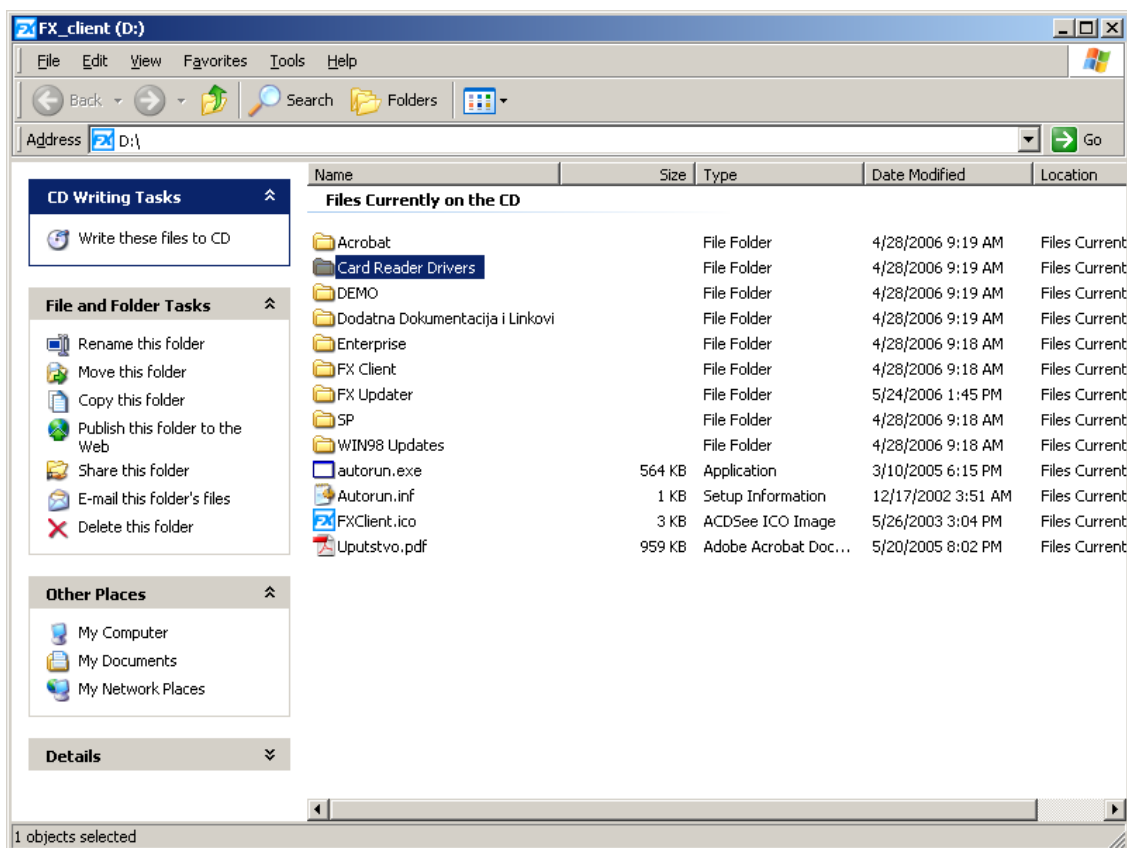 FX_client (D:)
File Edit View Favorites Tools Help
Back Search Folders
Address D:\ Go
CD Writing Tasks
Write these files to CD
File and Folder Tasks
Rename this folder
Move this folder
Copy this folder
Publish this folder to the
Web
Share this folder
E-mail this folder's files
Delete this folder
Other Places
My Computer
My Documents
My Network Places
Details
Name Size Type Date Modified Location
Files Currently on the CD
Acrobat File Folder 4/28/2006 9:19 AM Files Current
Card Reader Drivers File Folder 4/28/2006 9:19 AM Files Current
DEMO File Folder 4/28/2006 9:19 AM Files Current
Dodatna Dokumentacija i Linkovi File Folder 4/28/2006 9:19 AM Files Current
Enterprise File Folder 4/28/2006 9:18 AM Files Current
FX Client File Folder 4/28/2006 9:18 AM Files Current
FX Updater File Folder 5/24/2006 1:45 PM Files Current
SP File Folder 4/28/2006 9:18 AM Files Current
WIN98 Updates File Folder 4/28/2006 9:18 AM Files Current
autorun.exe 564 KB Application 3/10/2005 6:15 PM Files Current
Autorun.inf 1 KB Setup Information 12/17/2002 3:51 AM Files Current
FXClient.ico 3 KB ACDSee ICO Image 5/26/2003 3:04 PM Files Current
Uputstvo.pdf 959 KB Adobe Acrobat Doc... 5/20/2005 8:02 PM Files Current
1 objects selected